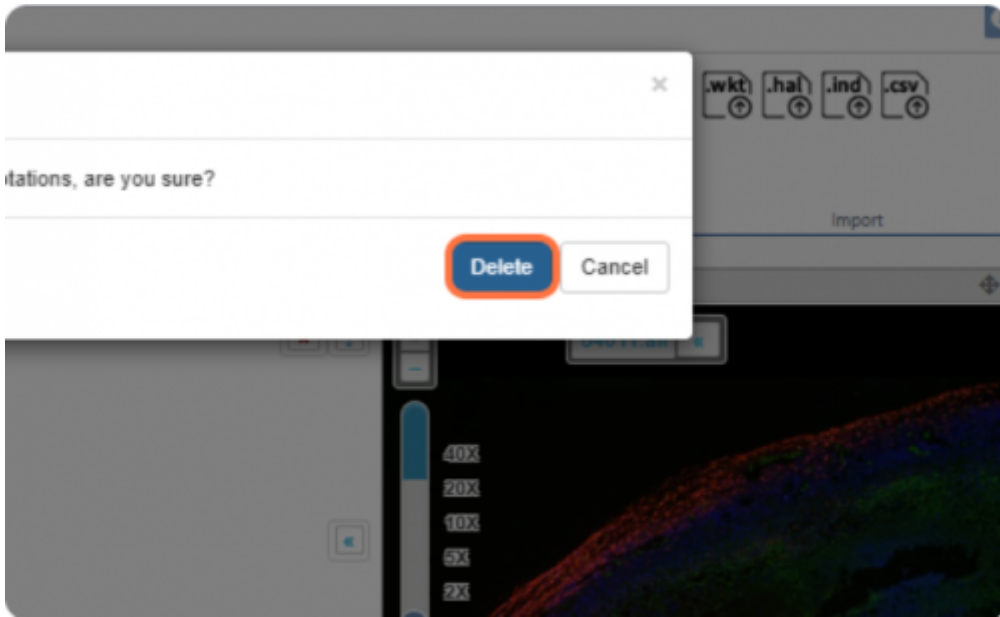 .wkt .hal .ind .csv
tations, are you sure?
Import
Delete Cancel
40X
20X
10X
5X
2X